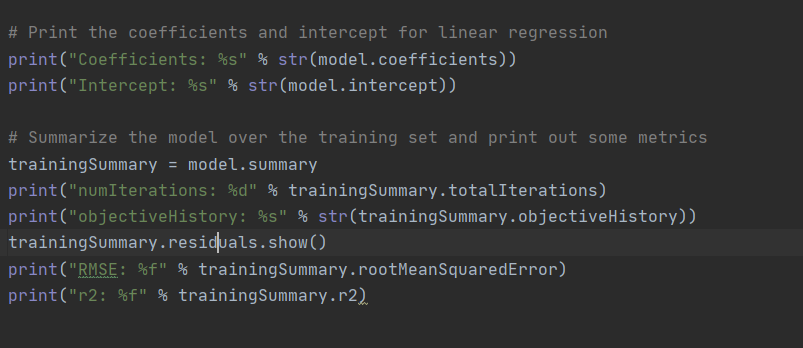 # Print the coefficients and intercept for linear regression
print("Coefficients: %s" % str(model.coefficients))
print("Intercept: %s" % str(model.intercept))
# Summarize the model over the training set and print out some metrics
trainingSummary = model.summary
print("numIterations: %d" % trainingSummary.totalIterations)
print("objectiveHistory: %s" % str(trainingSummary.objectiveHistory))
trainingSummary.residuals.show()
print("RMSE: %f" % trainingSummary.rootMeanSquaredError)
print("r2: %f" % trainingSummary.r2)